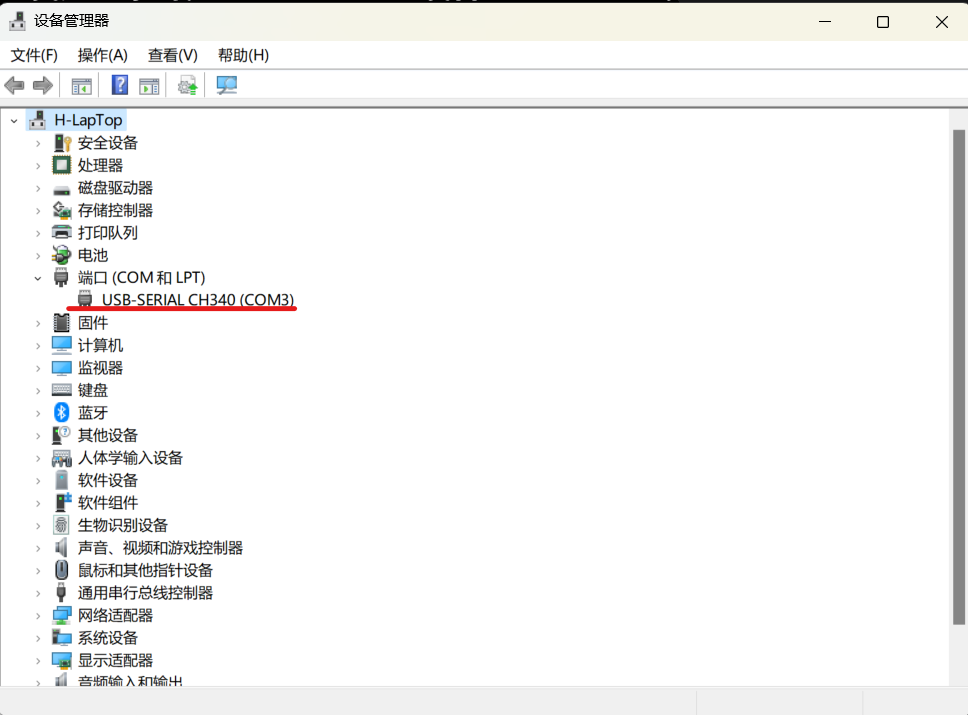 设备管理器
文件(F) 操作(A) 查看(V) 帮助(H)
H-LapTop
安全设备
处理器
磁盘驱动器
存储控制器
打印队列
电池
端口 (COM 和 LPT)
USB-SERIAL CH340 (COM3)
固件
计算机
监视器
键盘
蓝牙
其他设备
人体学输入设备
软件设备
软件组件
生物识别设备
声音、视频和游戏控制器
鼠标和其他指针设备
通用串行总线控制器
网络适配器
系统设备
显示适配器
音频输入和输出